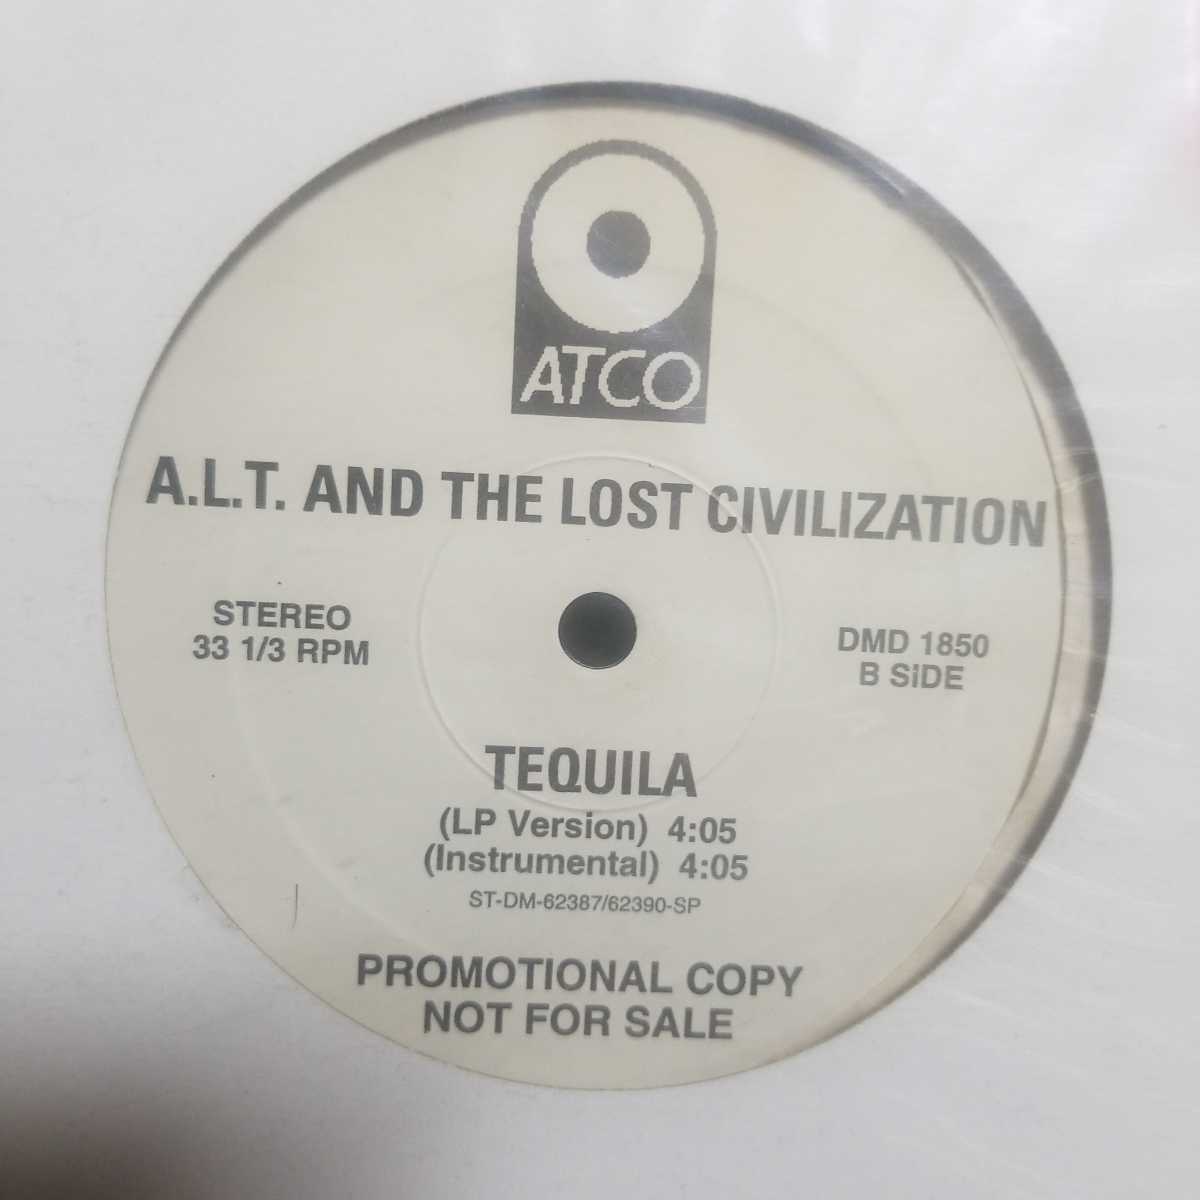 ATCO
A.L.T. AND THE LOST CIVILIZATION
STEREO
33 1/3 RPM
DMD 1850
B SiDE
TEQUILA
(LP Version) 4:05
(Instrumental) 4:05
ST-DM-62387/62390-SP
PROMOTIONAL COPY
NOT FOR SALE